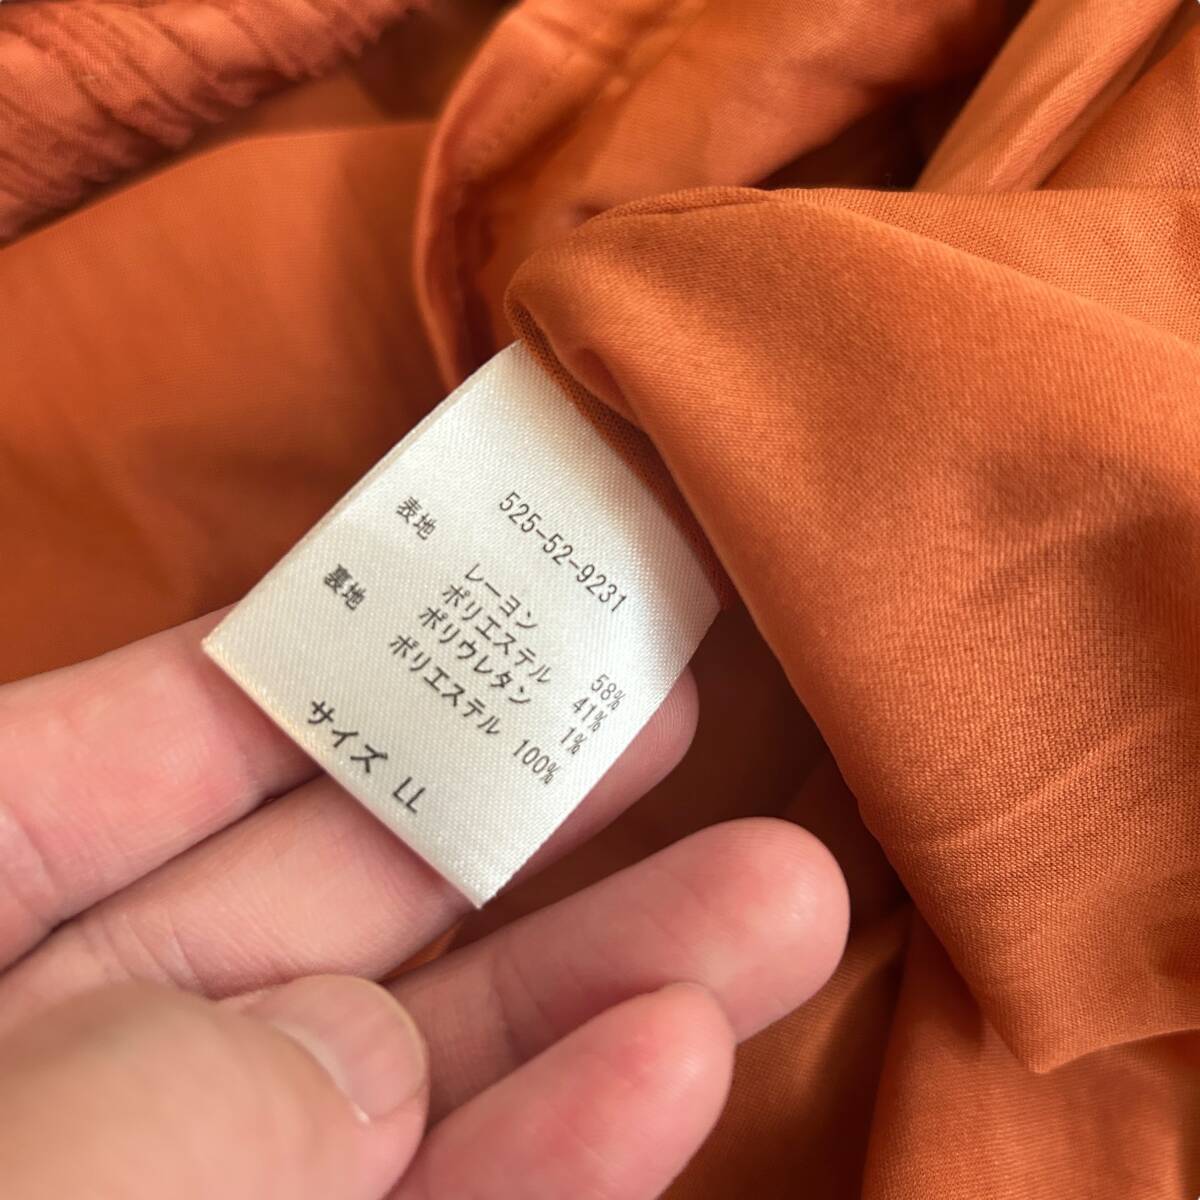 525-52-9231
表地 レーヨン 58%
ポリエステル 41%
ポリウレタン 1%
裏地 ポリエステル 100%
サイズ LL